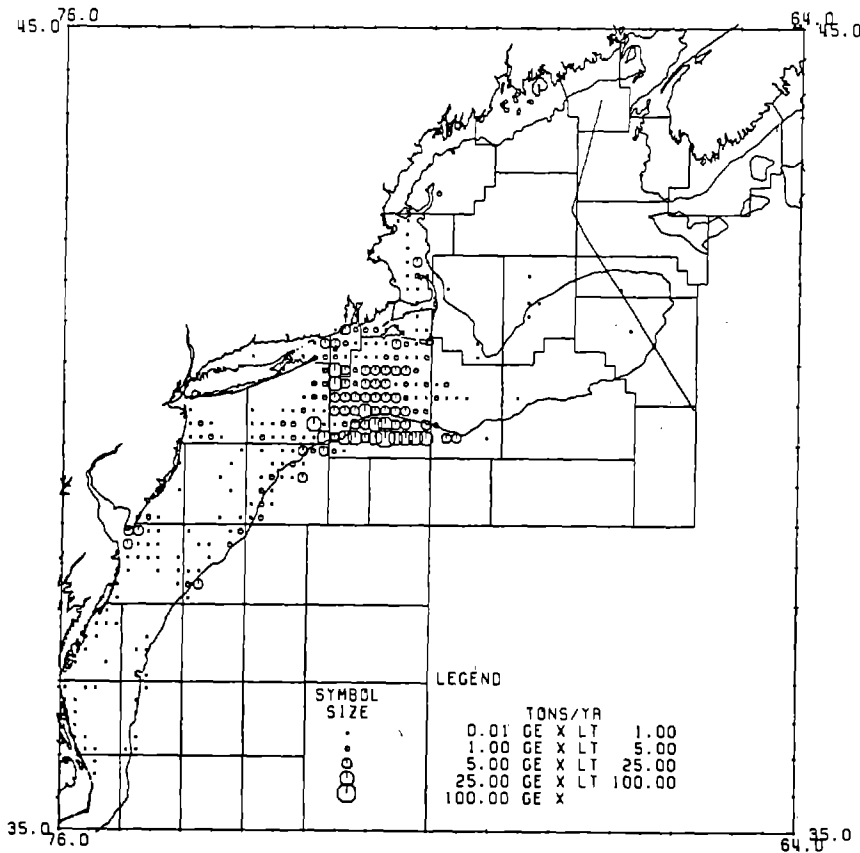 45.0
76.0
64.0
45.0
LEGEND
SYMBOL
SIZE
TONS/YR
0.01 GE X LT 1.00
1.00 GE X LT 5.00
5.00 GE X LT 25.00
25.00 GE X LT 100.00
100.00 GE X
35.0
76.0
35.0
64.0